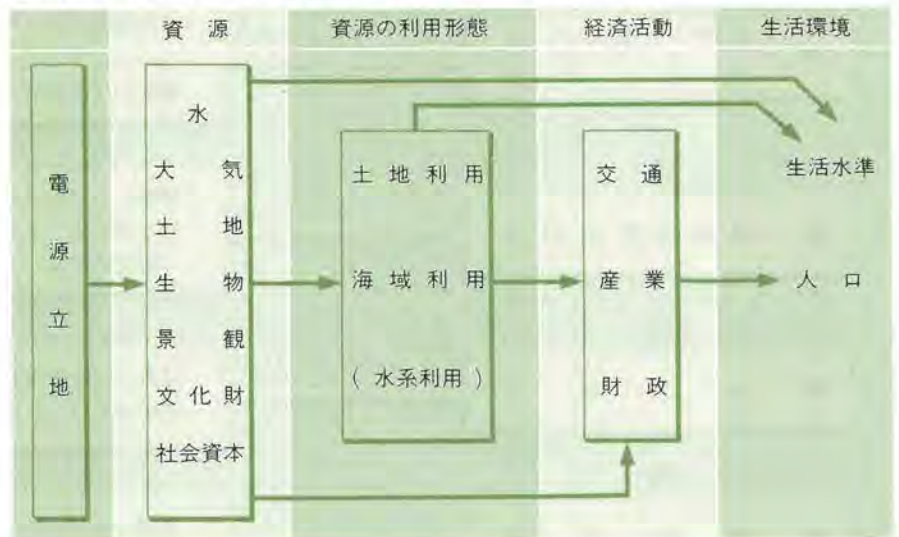 資源
資源の利用形態
経済活動
生活環境
電源立地
水
大気
土地
生物
景観
文化財
社会資本
土地利用
海域利用
(水系利用)
交通
産業
財政
生活水準
人口